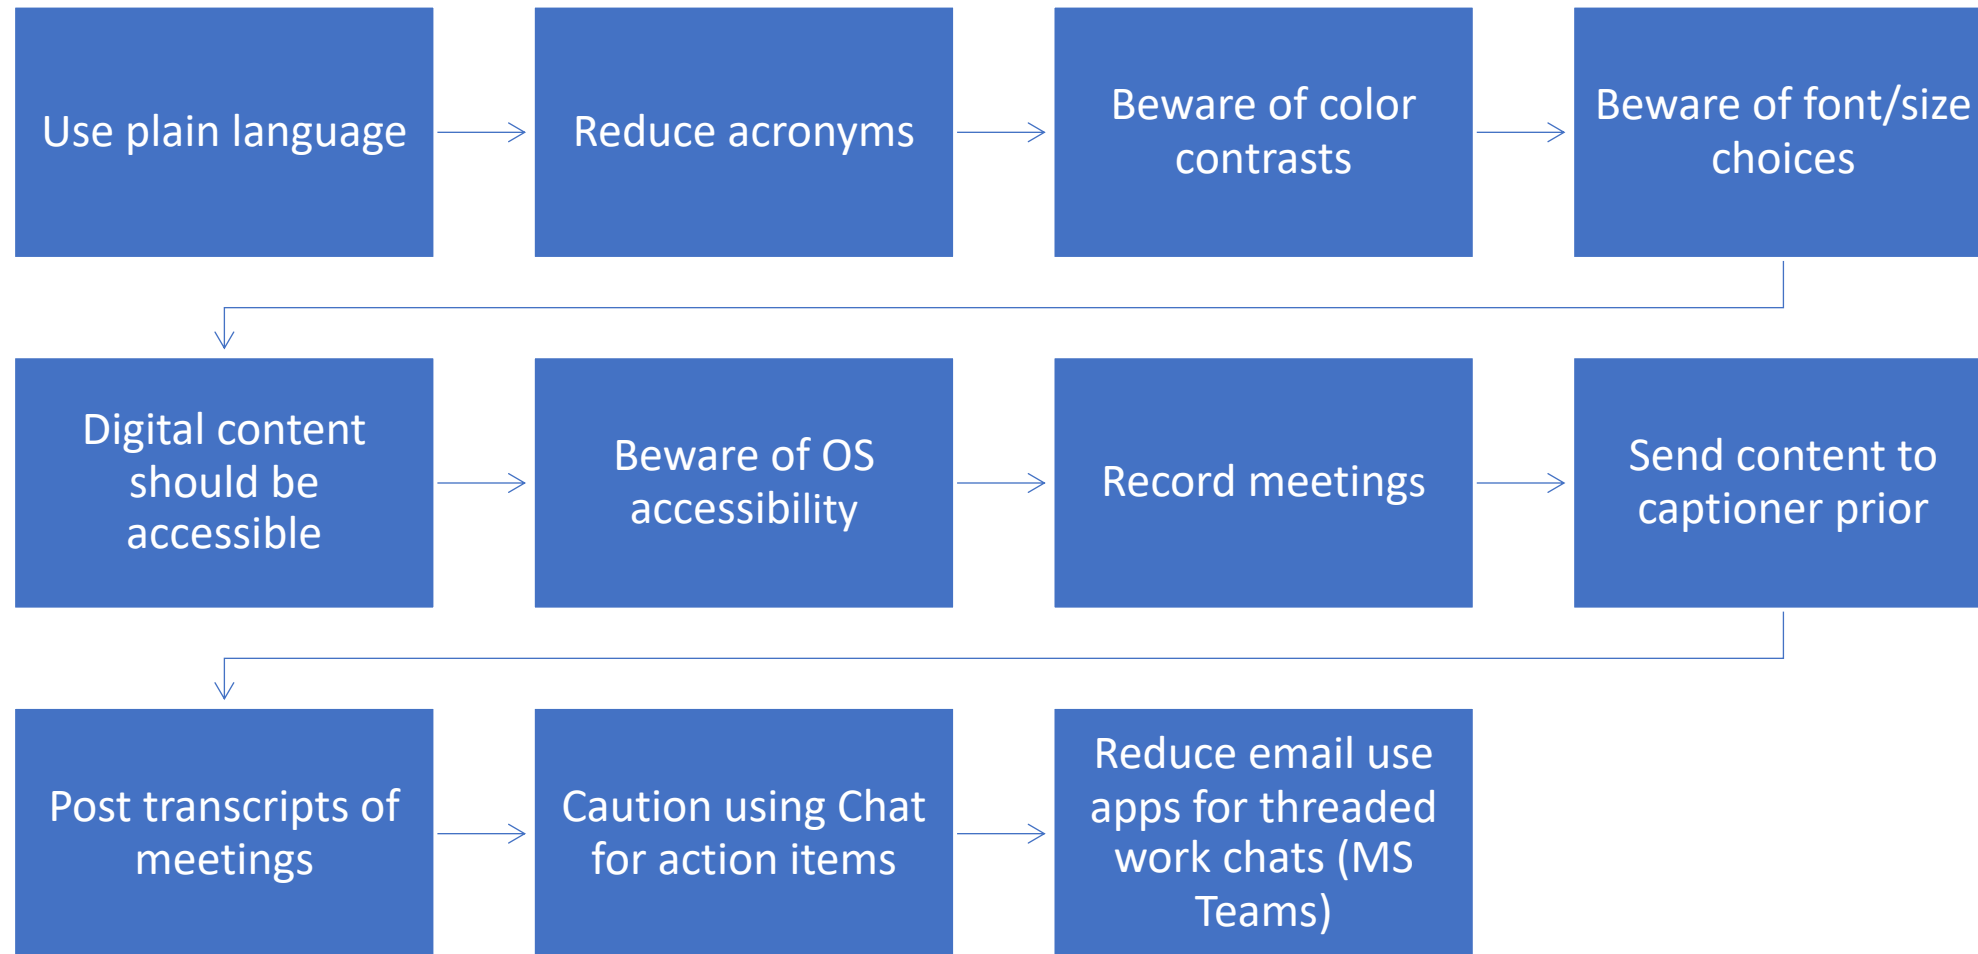 Use plain language
Reduce acronyms
Beware of color
contrasts
Beware of font/size
choices
Digital content
should be
accessible
Beware of OS
accessibility
Record meetings
Send content to
captioner prior
Post transcripts of
meetings
Caution using Chat
for action items
Reduce email use
apps for threaded
work chats (MS
Teams)